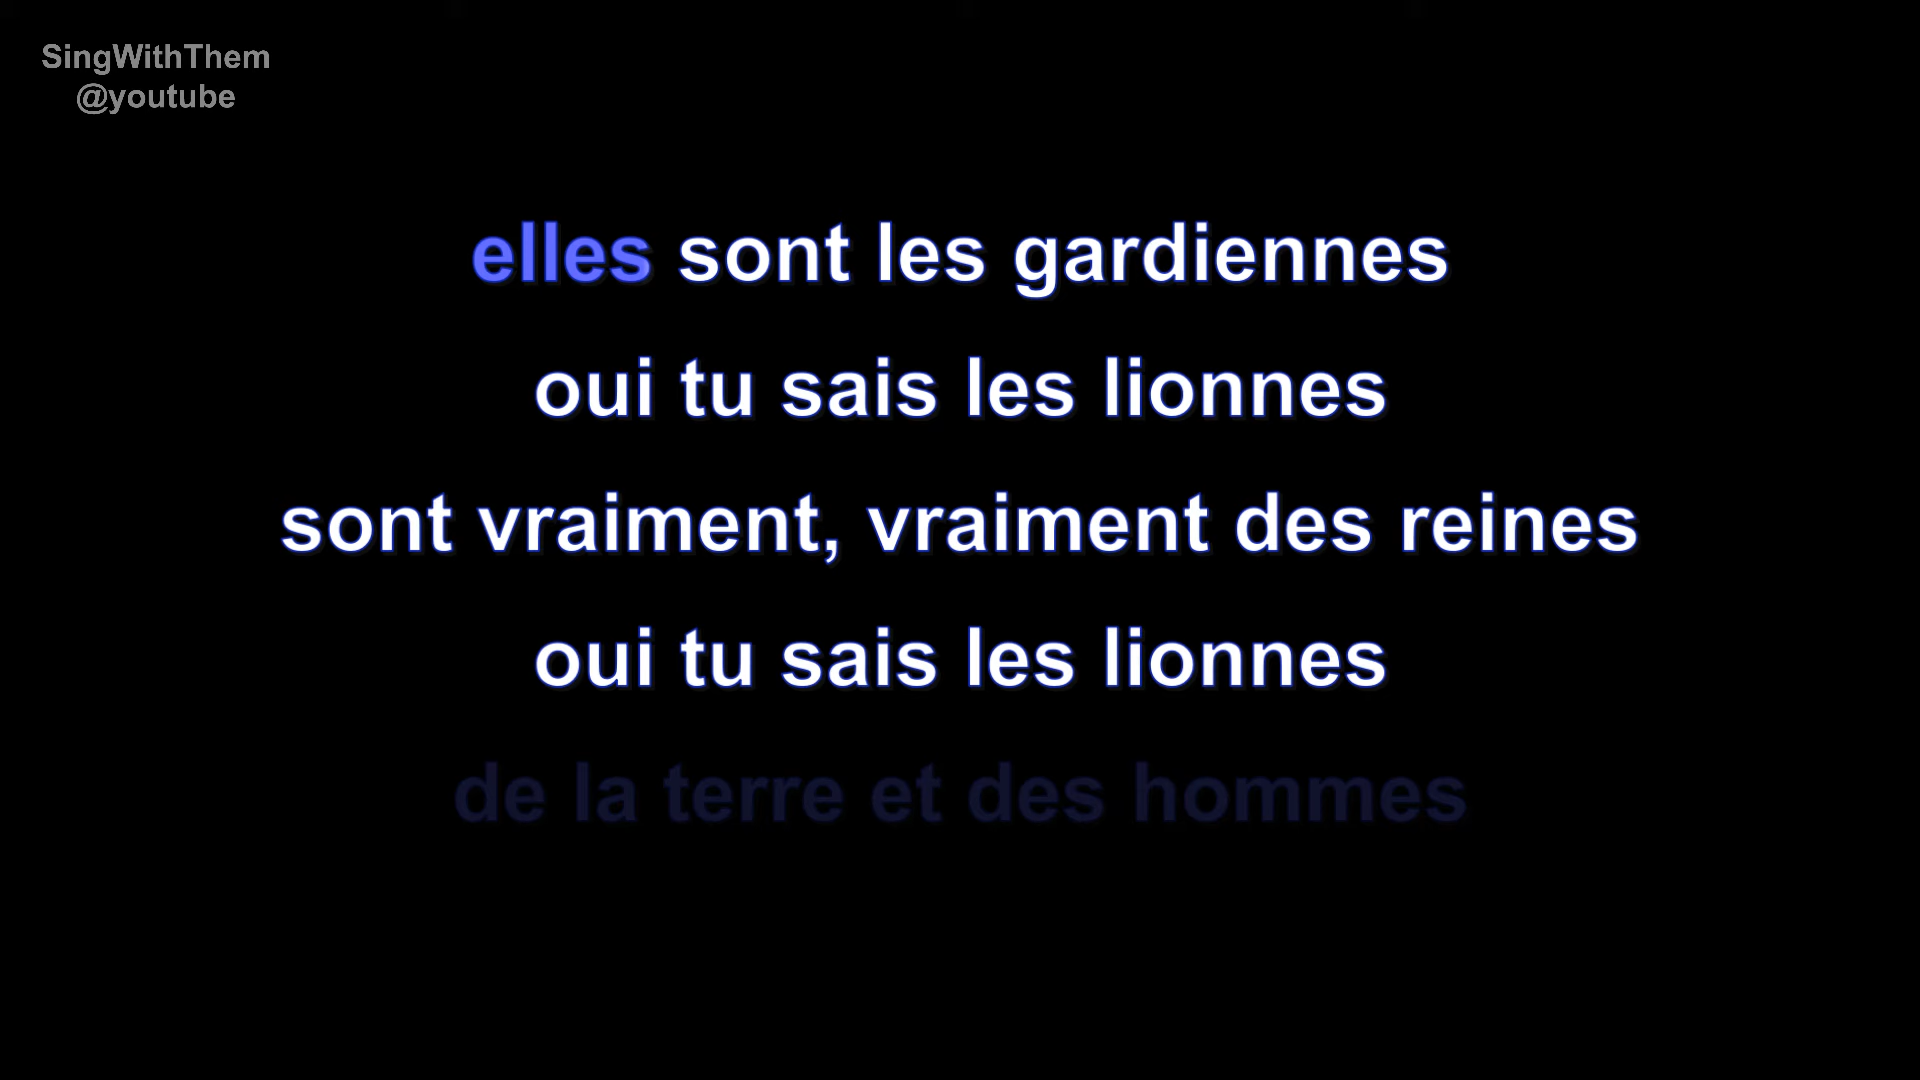 SingWithThem
@youtube
elles sont les gardiennes
oui tu sais les lionnes
sont vraiment, vraiment des reines
oui tu sais les lionnes
de la terre et des hommes